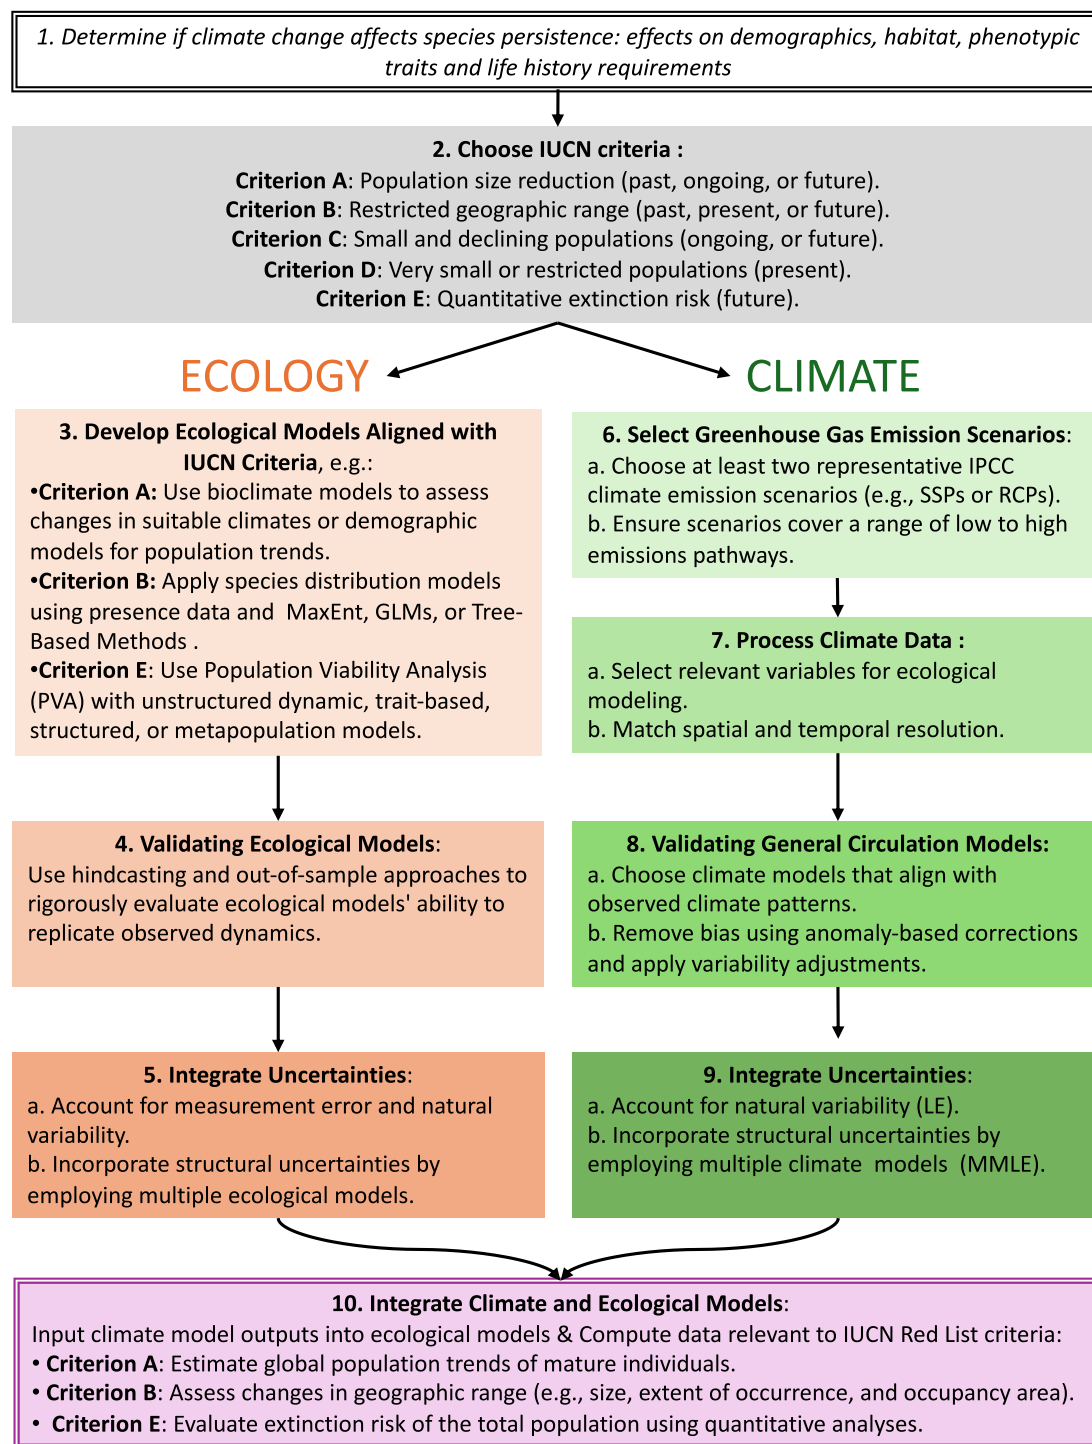 1. Determine if climate change affects species persistence: effects on demographics, habitat, phenotypic
traits and life history requirements
2. Choose IUCN criteria :
Criterion A: Population size reduction (past, ongoing, or future).
Criterion B: Restricted geographic range (past, present, or future).
Criterion C: Small and declining populations (ongoing, or future).
Criterion D: Very small or restricted populations (present).
Criterion E: Quantitative extinction risk (future).
ECOLOGY
3. Develop Ecological Models Aligned with
IUCN Criteria, e.g.:
•Criterion A: Use bioclimate models to assess
changes in suitable climates or demographic
models for population trends.
•Criterion B: Apply species distribution models
using presence data and  MaxEnt, GLMs, or Tree-
Based Methods .
•Criterion E: Use Population Viability Analysis
(PVA) with unstructured dynamic, trait-based,
structured, or metapopulation models.
4. Validating Ecological Models:
Use hindcasting and out-of-sample approaches to
rigorously evaluate ecological models' ability to
replicate observed dynamics.
5. Integrate Uncertainties:
a. Account for measurement error and natural
variability.
b. Incorporate structural uncertainties by
employing multiple ecological models.
CLIMATE
6. Select Greenhouse Gas Emission Scenarios:
a. Choose at least two representative IPCC
climate emission scenarios (e.g., SSPs or RCPs).
b. Ensure scenarios cover a range of low to high
emissions pathways.
7. Process Climate Data :
a. Select relevant variables for ecological
modeling.
b. Match spatial and temporal resolution.
8. Validating General Circulation Models:
a. Choose climate models that align with
observed climate patterns.
b. Remove bias using anomaly-based corrections
and apply variability adjustments.
9. Integrate Uncertainties:
a. Account for natural variability (LE).
b. Incorporate structural uncertainties by
employing multiple climate  models  (MMLE).
10. Integrate Climate and Ecological Models:
Input climate model outputs into ecological models & Compute data relevant to IUCN Red List criteria:
• Criterion A: Estimate global population trends of mature individuals.
• Criterion B: Assess changes in geographic range (e.g., size, extent of occurrence, and occupancy area).
• Criterion E: Evaluate extinction risk of the total population using quantitative analyses.